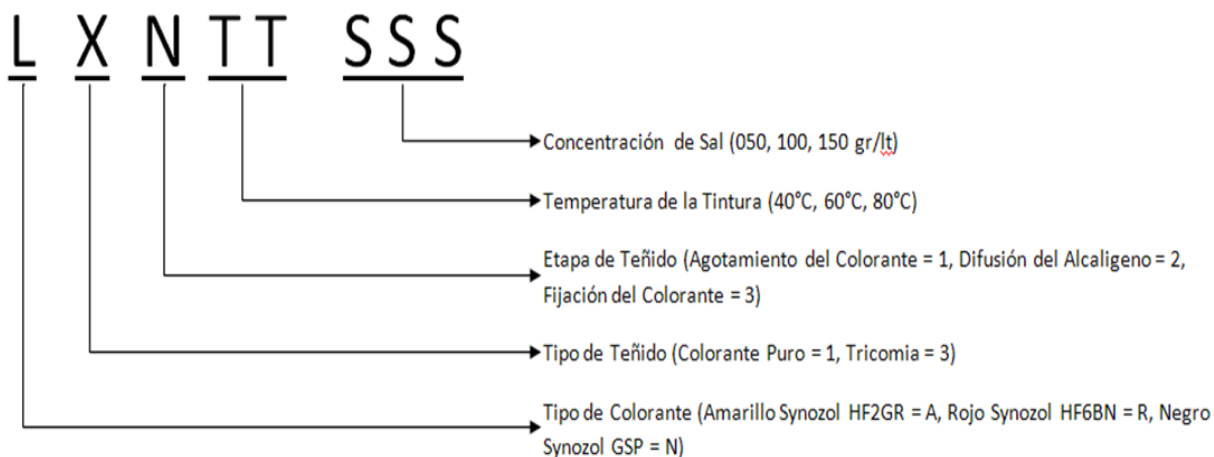 L X N TT SSS
Concentración de Sal (050, 100, 150 gr/lt)
Temperatura de la Tintura (40°C, 60°C, 80°C)
Etapa de Teñido (Agotamiento del Colorante = 1, Difusión del Alcaligeno = 2,
Fijación del Colorante = 3)
Tipo de Teñido (Colorante Puro = 1, Tricomia = 3)
Tipo de Colorante (Amarillo Synozol HF2GR = A, Rojo Synozol HF6BN = R, Negro
Synozol GSP = N)